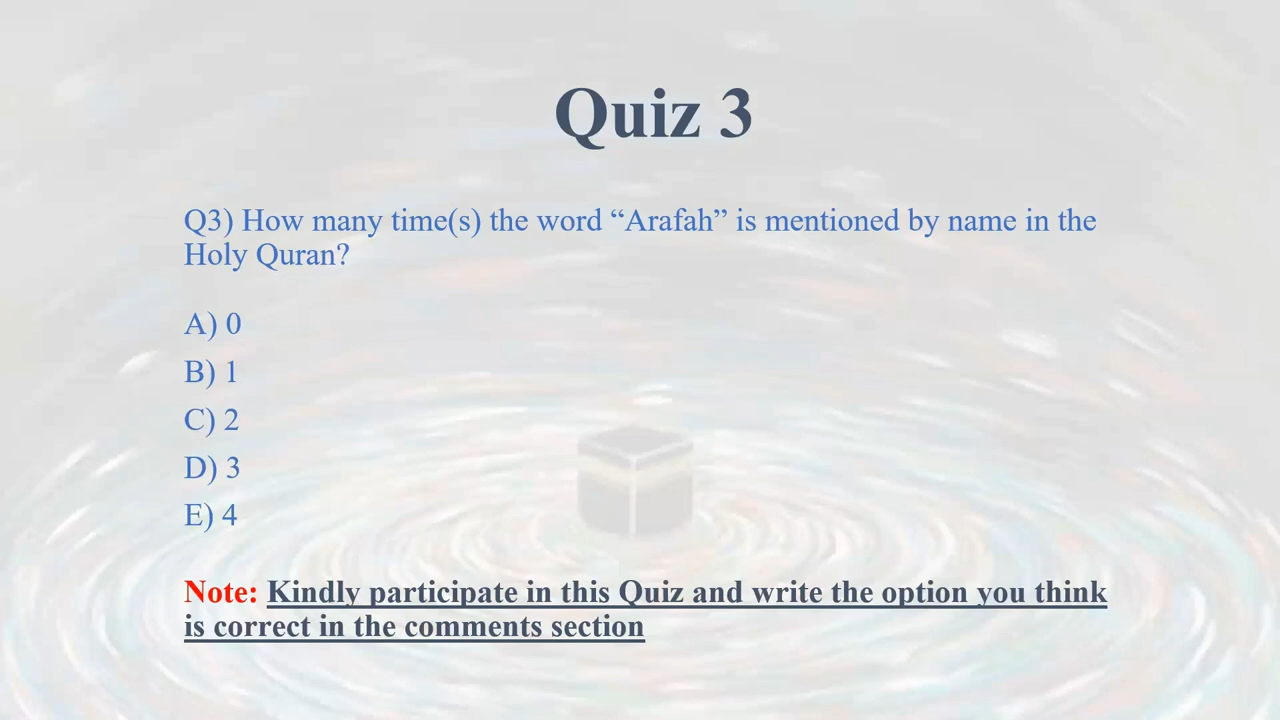 Quiz 3
Q3) How many time(s) the word “Arafah” is mentioned by name in the
Holy Quran?
A) 0
B) 1
C) 2
D) 3
E) 4
Note: Kindly participate in this Quiz and write the option you think
is correct in the comments section